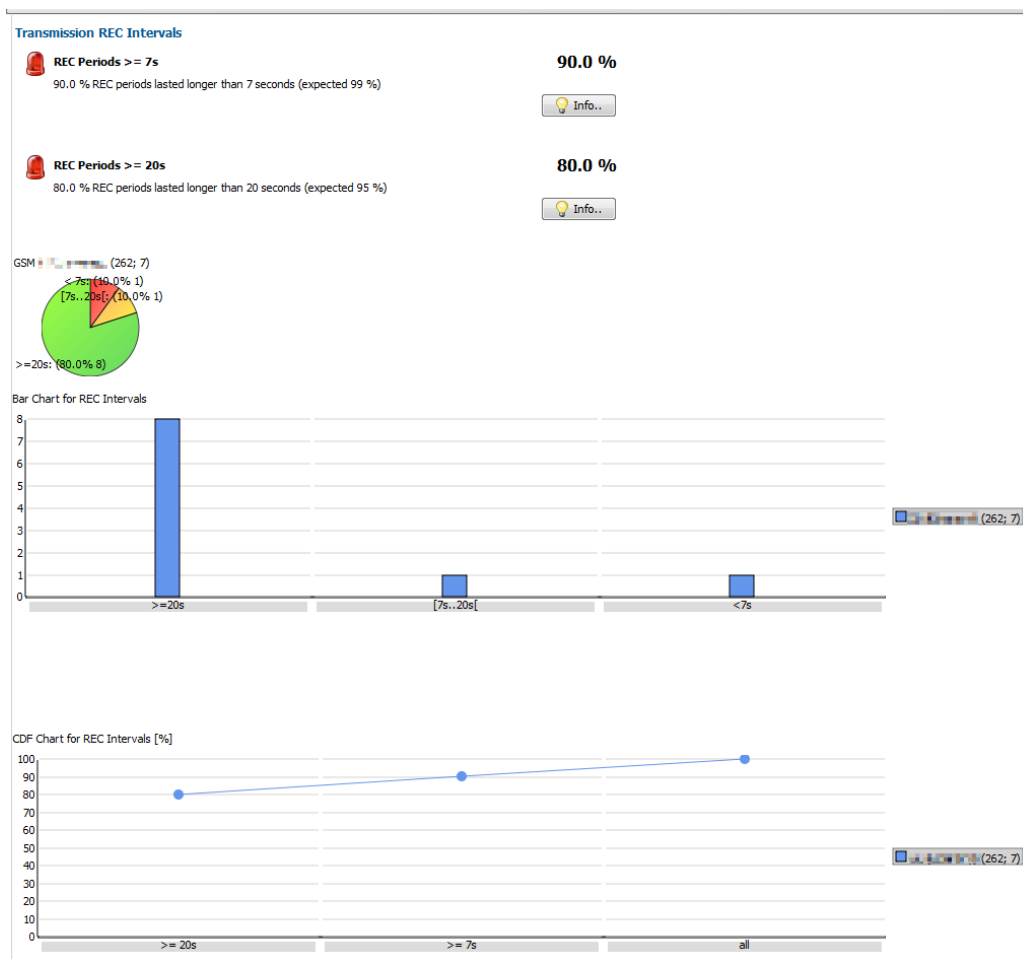 Transmission REC Intervals
REC Periods >= 7s
90.0 %
90.0 % REC periods lasted longer than 7 seconds (expected 99 %)
Info..
REC Periods >= 20s
80.0 %
80.0 % REC periods lasted longer than 20 seconds (expected 95 %)
Info..
GSM (262; 7)
< 7s: (10.0% 1)
[7s..20s[: (10.0% 1)
>=20s: (80.0% 8)
Bar Chart for REC Intervals
8
7
6
5
4
3
2
1
0
>=20s
[7s..20s[
<7s
(262; 7)
CDF Chart for REC Intervals [%]
100
90
80
70
60
50
40
30
20
10
0
>= 20s
>= 7s
all
(262; 7)